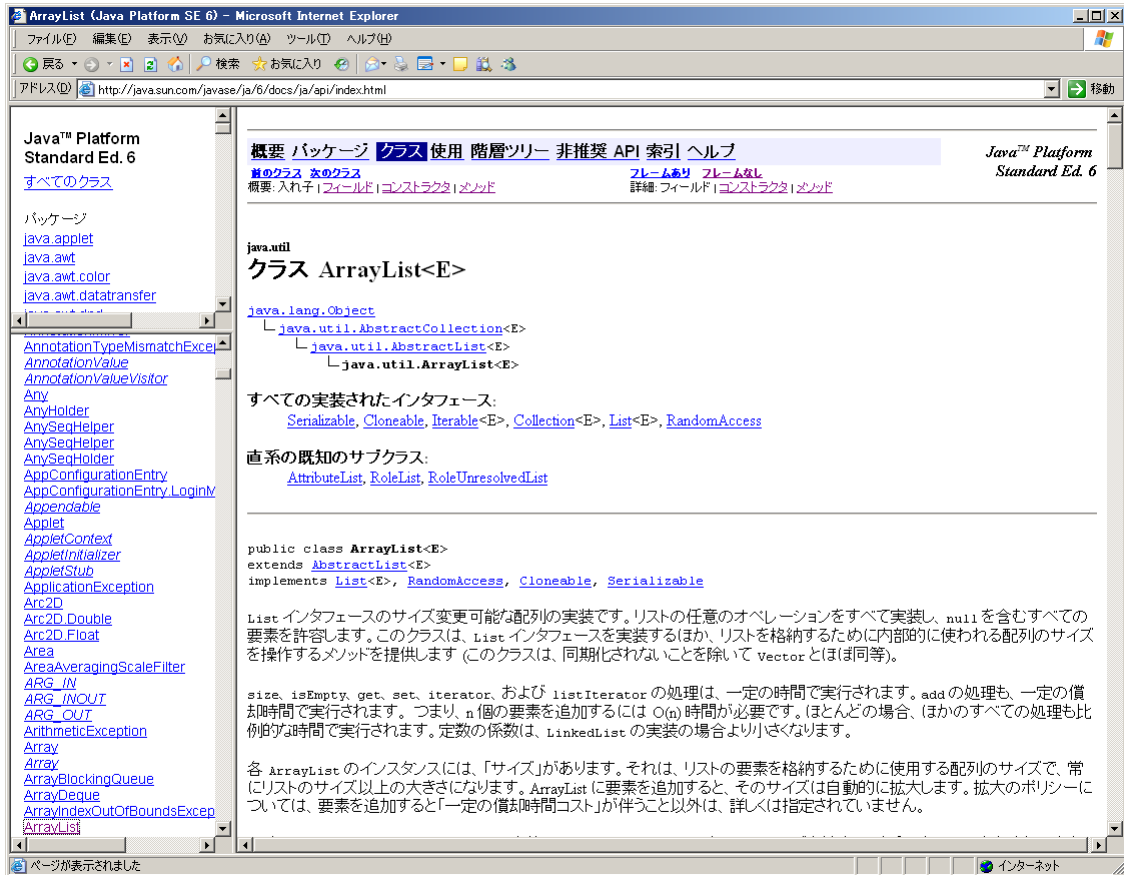 ArrayList (Java Platform SE 6) - Microsoft Internet Explorer
ファイル(F) 編集(E) 表示(V) お気に入り(A) ツール(T) ヘルプ(H)
戻る 検索 お気に入り
アドレス(D) http://java.sun.com/javase/ja/6/docs/ja/api/index.html 移動
Java™ Platform
Standard Ed. 6
すべてのクラス
パッケージ
java.applet
java.awt
java.awt.color
java.awt.datatransfer
java.awt.dnd
AnnotationTypeMismatchExcep
AnnotationValue
AnnotationValueVisitor
Any
AnyHolder
AnySeqHelper
AnySeqHelper
AnySeqHolder
AppConfigurationEntry
AppConfigurationEntry.LoginM
Appendable
Applet
AppletContext
AppletInitializer
AppletStub
ApplicationException
Arc2D
Arc2D.Double
Arc2D.Float
Area
AreaAveragingScaleFilter
ARG_IN
ARG_INOUT
ARG_OUT
ArithmeticException
Array
Array
ArrayBlockingQueue
ArrayDeque
ArrayIndexOutOfBoundsExcep
ArrayList
概要 パッケージ クラス 使用 階層ツリー 非推奨 API 索引 ヘルプ
Java™ Platform
Standard Ed. 6
前のクラス 次のクラス フレームあり フレームなし
概要: 入れ子 | フィールド | コンストラクタ | メソッド 詳細: フィールド | コンストラクタ | メソッド
java.util
クラス ArrayList<E>
java.lang.Object
java.util.AbstractCollection<E>
java.util.AbstractList<E>
java.util.ArrayList<E>
すべての実装されたインタフェース:
Serializable, Cloneable, Iterable<E>, Collection<E>, List<E>, RandomAccess
直系の既知のサブクラス:
AttributeList, RoleList, RoleUnresolvedList
public class ArrayList<E>
extends AbstractList<E>
implements List<E>, RandomAccess, Cloneable, Serializable
List インタフェースのサイズ変更可能な配列の実装です。リストの任意のオペレーションをすべて実装し、null を含むすべての
要素を許容します。このクラスは、List インタフェースを実装するほか、リストを格納するために内部的に使われる配列のサイズ
を操作するメソッドを提供します (このクラスは、同期化されないことを除いて Vector とほぼ同等)。
size、isEmpty、get、set、iterator、および listIterator の処理は、一定の時間で実行されます。add の処理も、一定の償
却時間で実行されます。 つまり、n 個の要素を追加するには O(n) 時間が必要です。ほとんどの場合、ほかのすべての処理も比
例的な時間で実行されます。定数の係数は、LinkedList の実装の場合より小さくなります。
各 ArrayList のインスタンスには、「サイズ」があります。それは、リストの要素を格納するために使用する配列のサイズで、常
にリストのサイズ以上の大きさになります。ArrayList に要素を追加すると、そのサイズは自動的に拡大します。拡大のポリシーに
ついては、要素を追加すると「一定の償却時間コスト」が伴うこと以外は、詳しくは指定されていません。
ページが表示されました インターネット